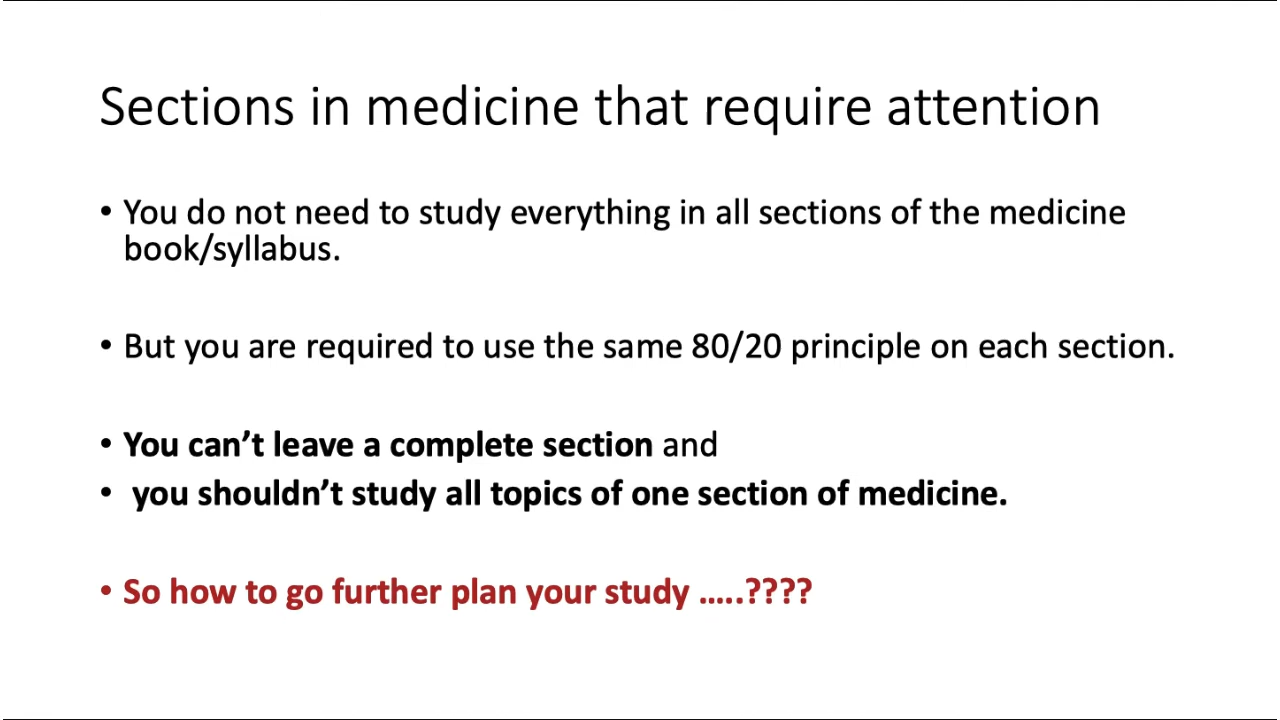 Sections in medicine that require attention
• You do not need to study everything in all sections of the medicine
book/syllabus.
• But you are required to use the same 80/20 principle on each section.
• You can’t leave a complete section and
• you shouldn’t study all topics of one section of medicine.
• So how to go further plan your study …..????